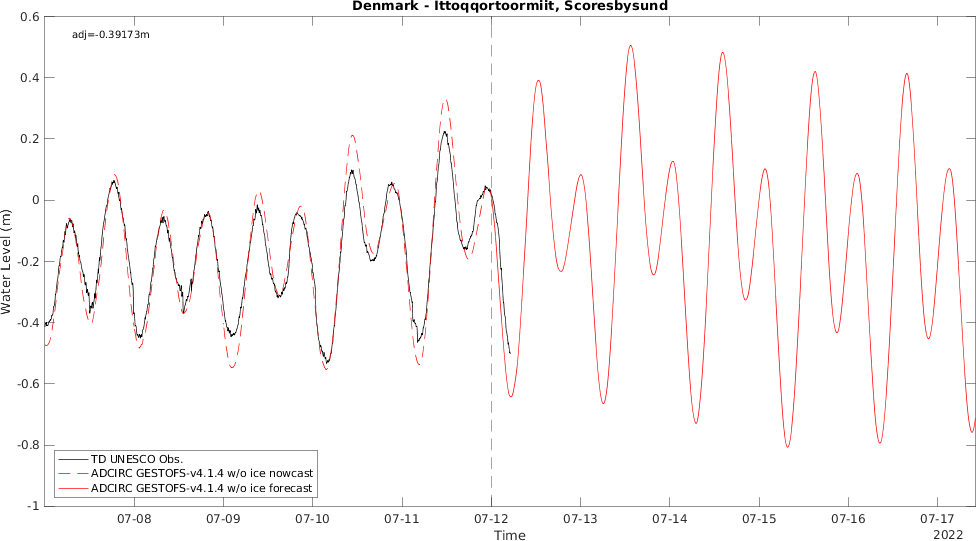 Denmark - Ittoqqortoormiit, Scoresbysund
adj=-0.39173m
0.6
0.4
0.2
0
-0.2
-0.4
-0.6
-0.8
-1
Water Level (m)
TD UNESCO Obs.
ADCIRC GESTOFS-v4.1.4 w/o ice nowcast
ADCIRC GESTOFS-v4.1.4 w/o ice forecast
07-08 07-09 07-10 07-11 07-12 07-13 07-14 07-15 07-16 07-17
Time
2022